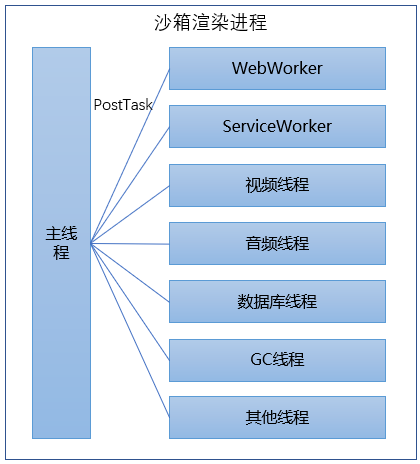 沙箱渲染进程
PostTask
主线
程
WebWorker
ServiceWorker
视频线程
音频线程
数据库线程
GC线程
其他线程